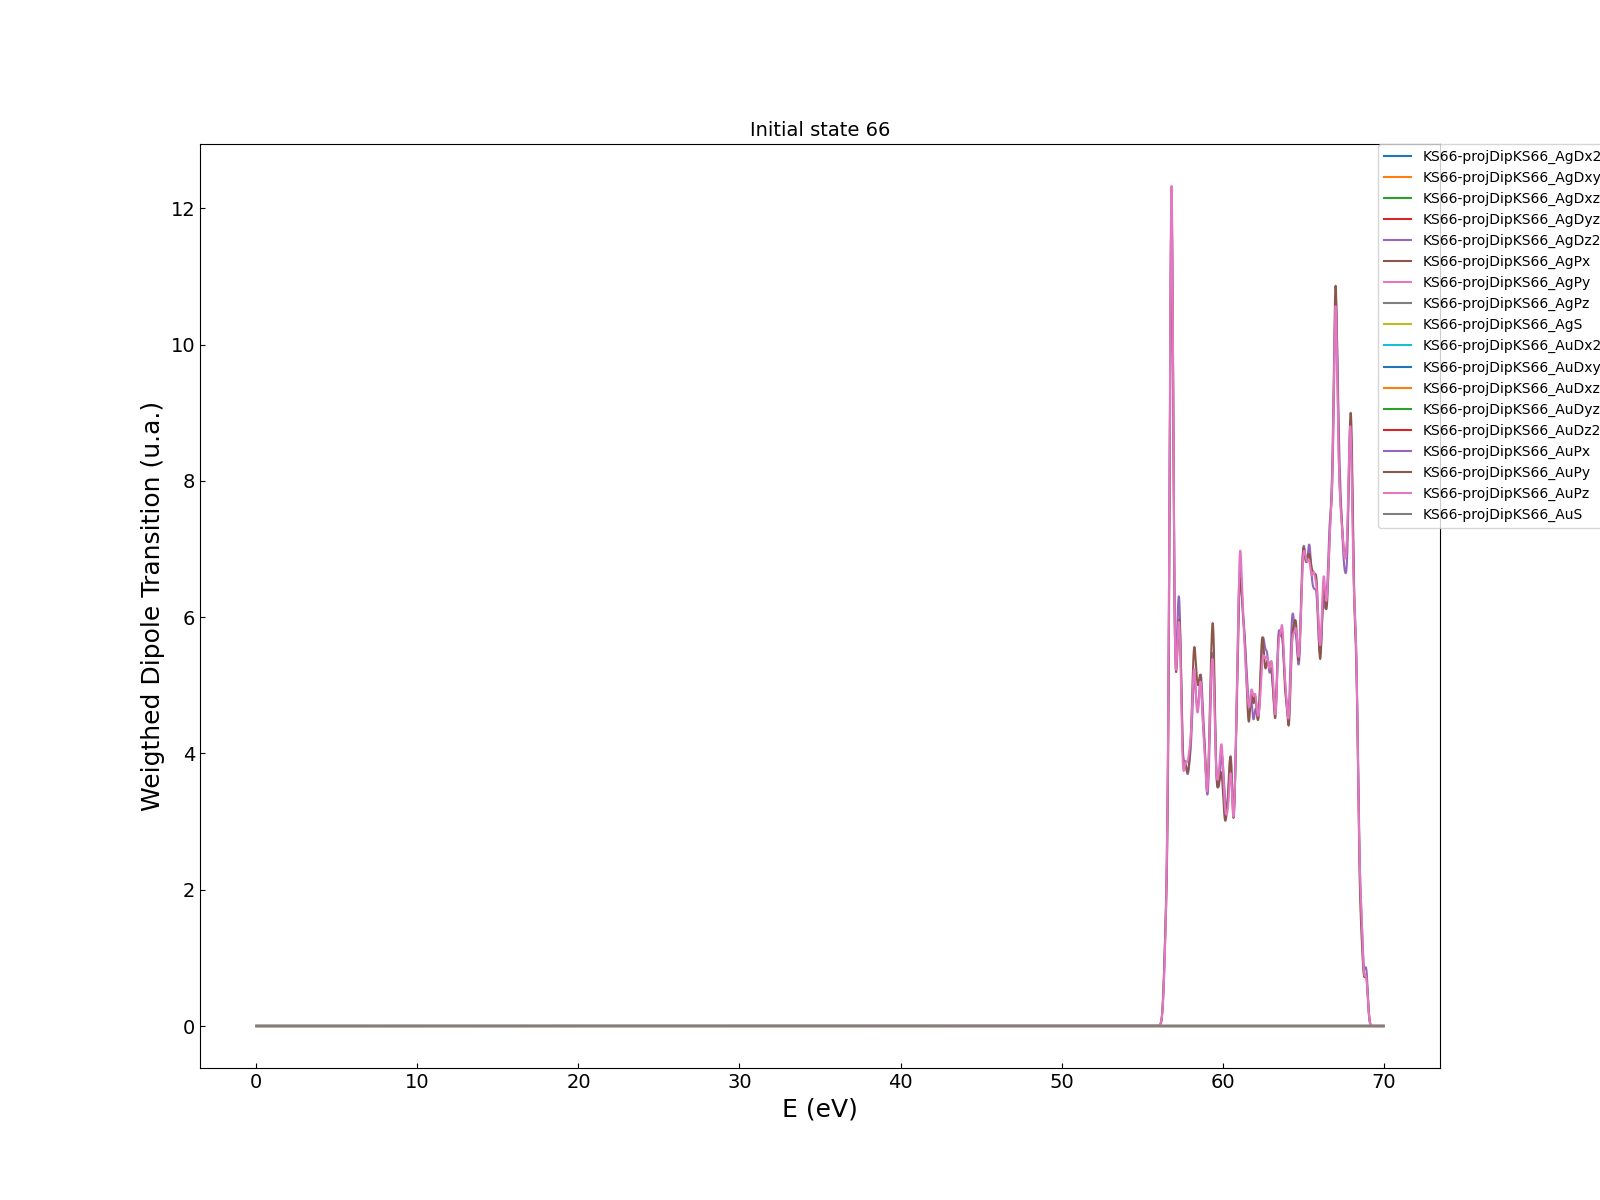 Initial state 66
KS66-projDipKS66_AgDx2
KS66-projDipKS66_AgDxy
KS66-projDipKS66_AgDxz
KS66-projDipKS66_AgDyz
KS66-projDipKS66_AgDz2
KS66-projDipKS66_AgPx
KS66-projDipKS66_AgPy
KS66-projDipKS66_AgPz
KS66-projDipKS66_AgS
KS66-projDipKS66_AuDx2
KS66-projDipKS66_AuDxy
KS66-projDipKS66_AuDxz
KS66-projDipKS66_AuDyz
KS66-projDipKS66_AuDz2
KS66-projDipKS66_AuPx
KS66-projDipKS66_AuPy
KS66-projDipKS66_AuPz
KS66-projDipKS66_AuS
Weigthed Dipole Transition (u.a.)
12
10
8
6
4
2
0
0 10 20 30 40 50 60 70
E (eV)